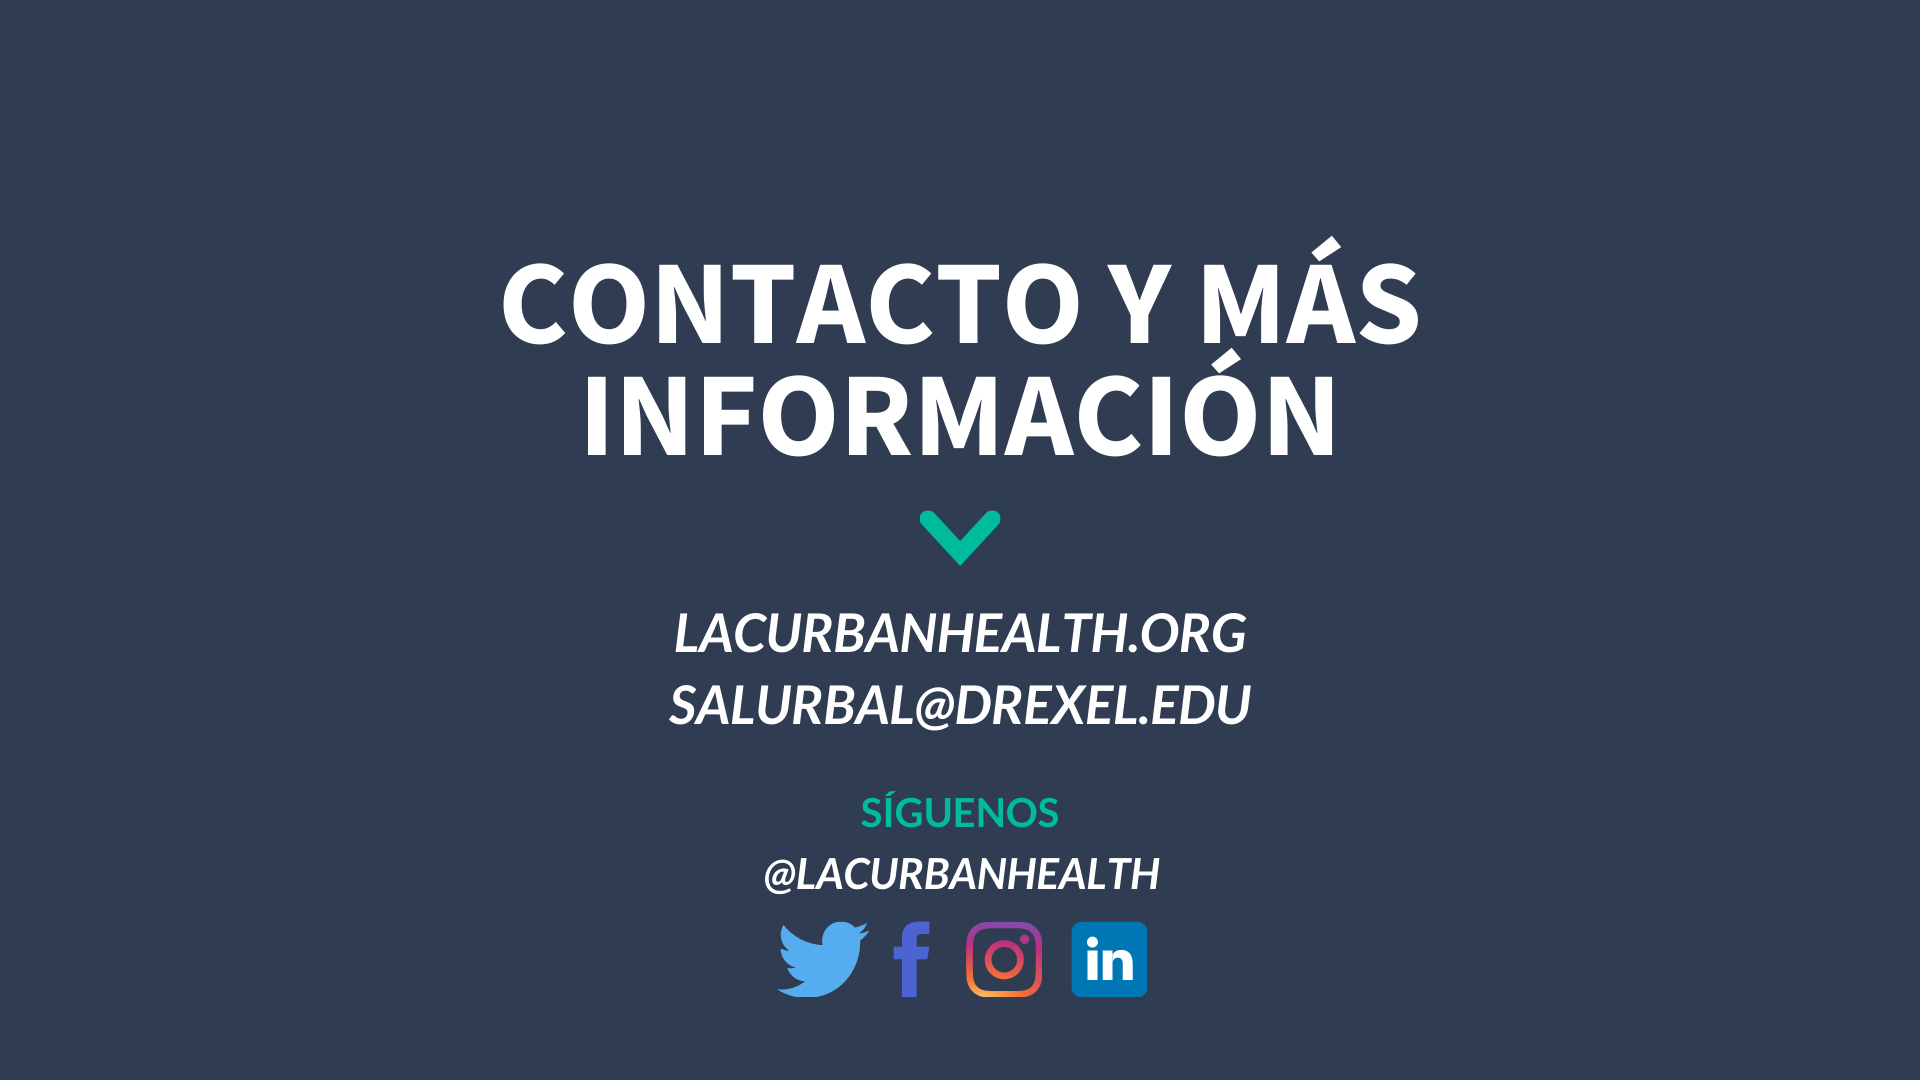 CONTACTO Y MÁS
INFORMACIÓN
LACURBANHEALTH.ORG
SALURBAL@DREXEL.EDU
SÍGUENOS
@LACURBANHEALTH
in